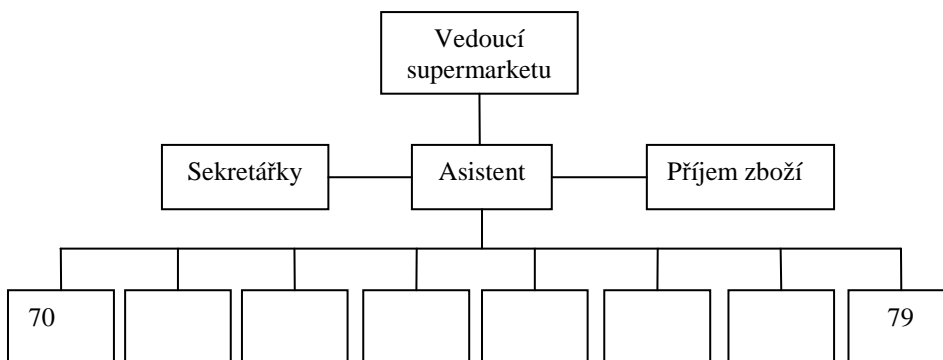 Vedoucí
supermarketu
Sekretářky
Asistent
Příjem zboží
70
79